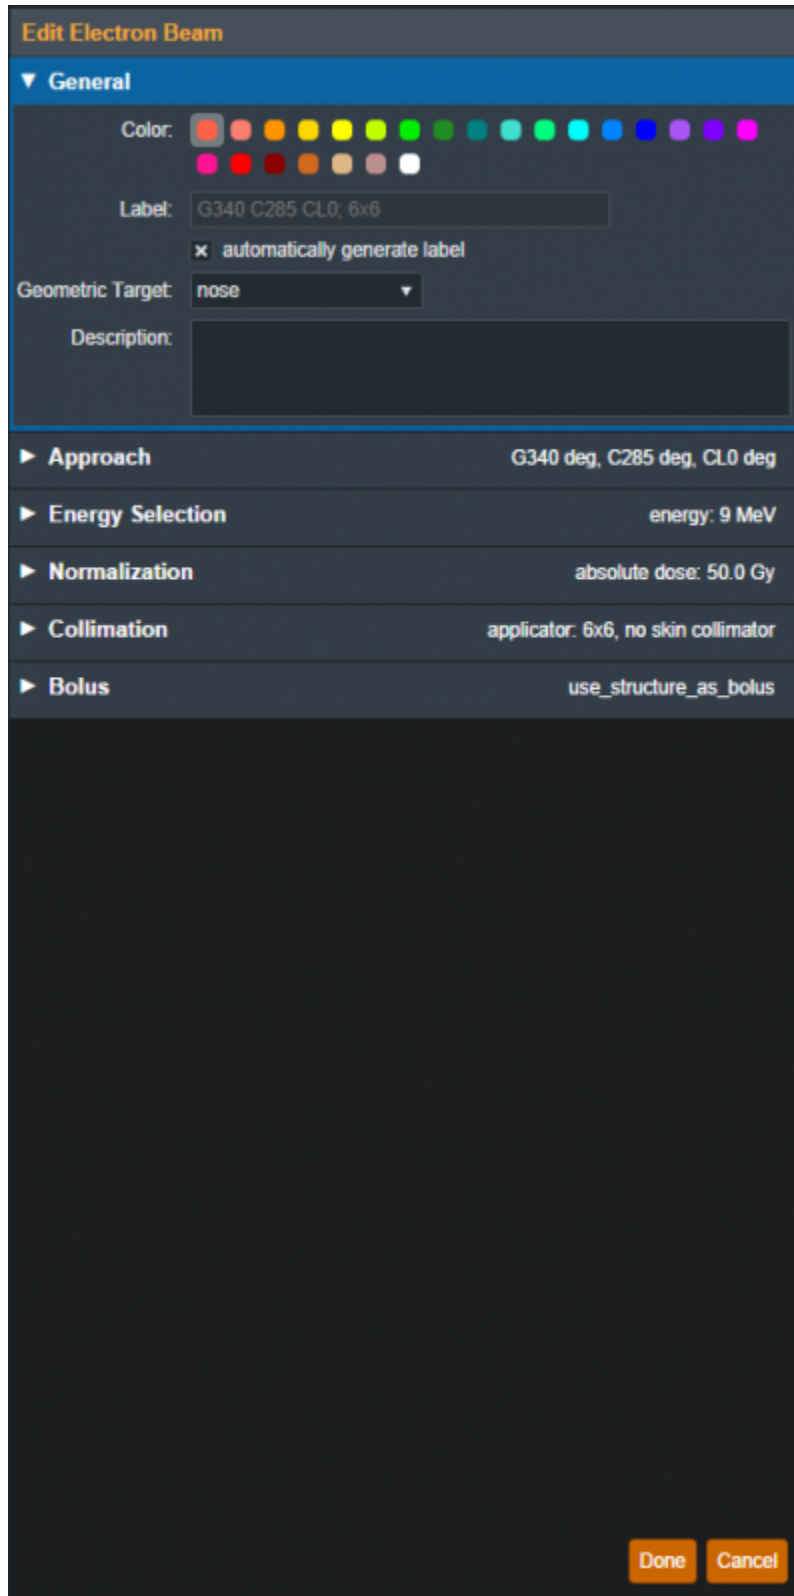 Edit Electron Beam
General
Color:
Label: G340 C285 CL0; 6x6
automatically generate label
Geometric Target: nose
Description:
Approach G340 deg, C285 deg, CL0 deg
Energy Selection energy: 9 MeV
Normalization absolute dose: 50.0 Gy
Collimation applicator: 6x6, no skin collimator
Bolus use_structure_as_bolus
Done Cancel